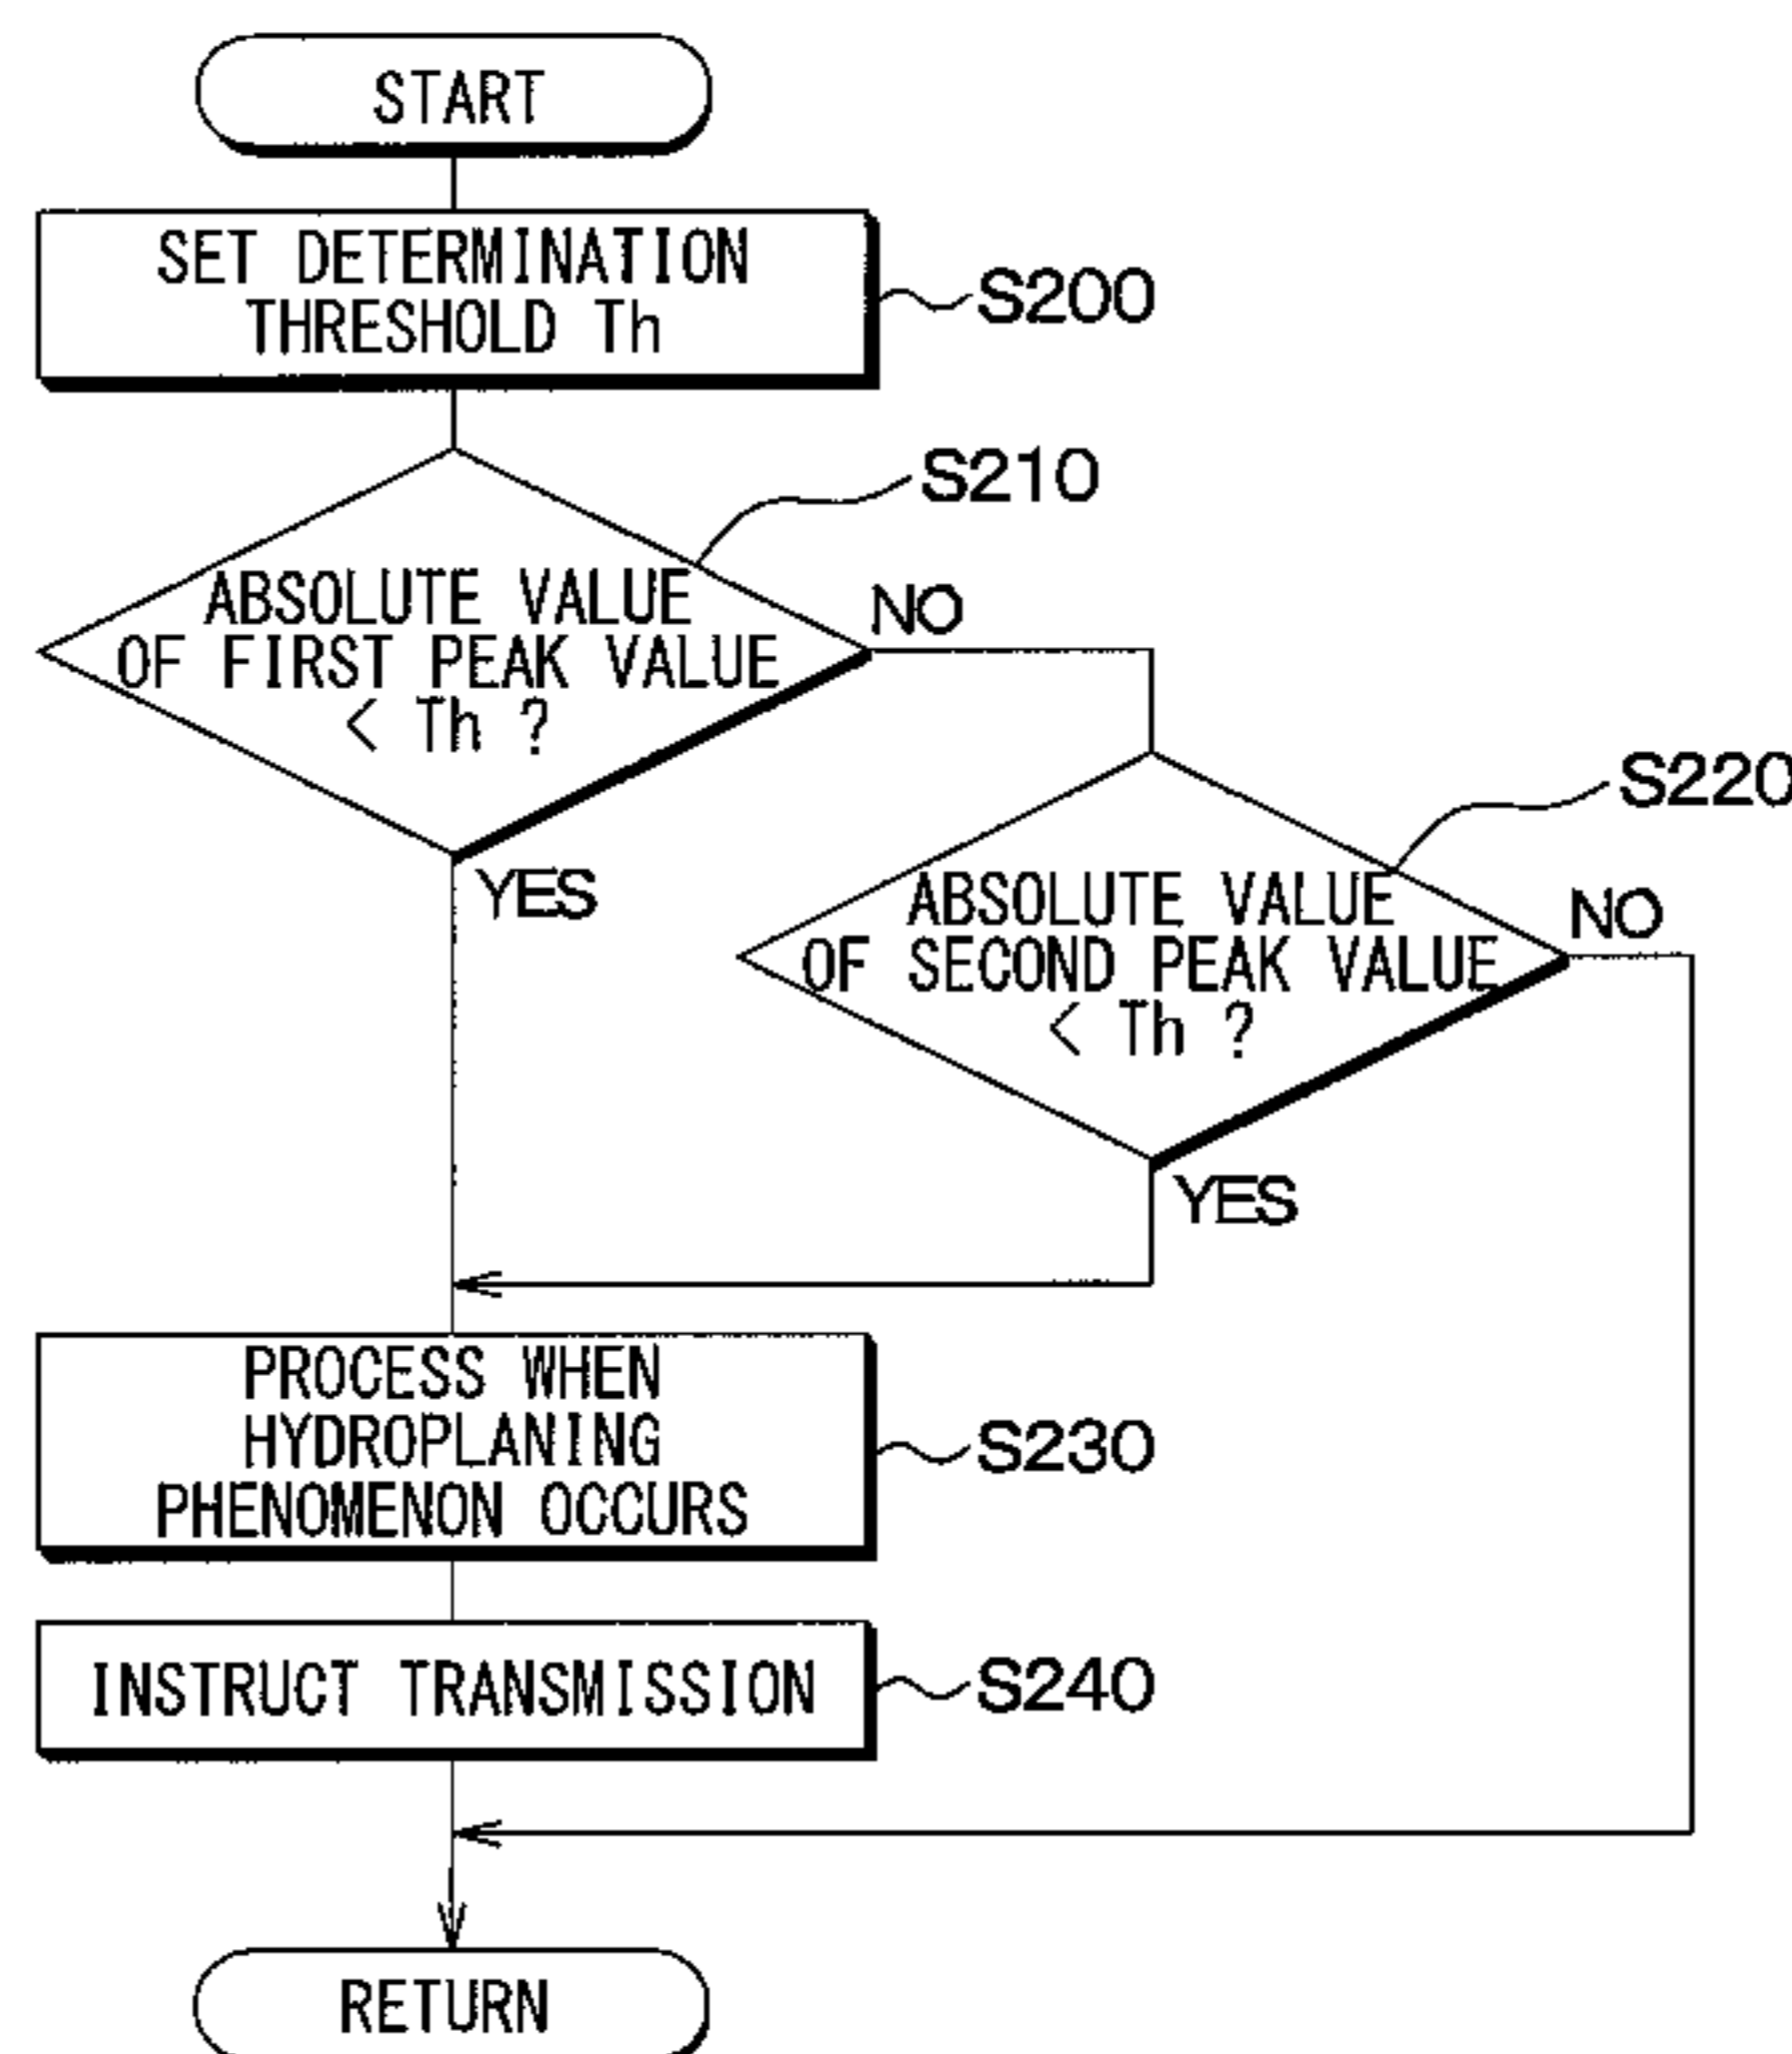 START
SET DETERMINATION
THRESHOLD Th
S200
S210
ABSOLUTE VALUE
OF FIRST PEAK VALUE
< Th ?
NO
YES
S220
ABSOLUTE VALUE
OF SECOND PEAK VALUE
< Th ?
NO
YES
PROCESS WHEN
HYDROPLANING
PHENOMENON OCCURS
S230
INSTRUCT TRANSMISSION
S240
RETURN